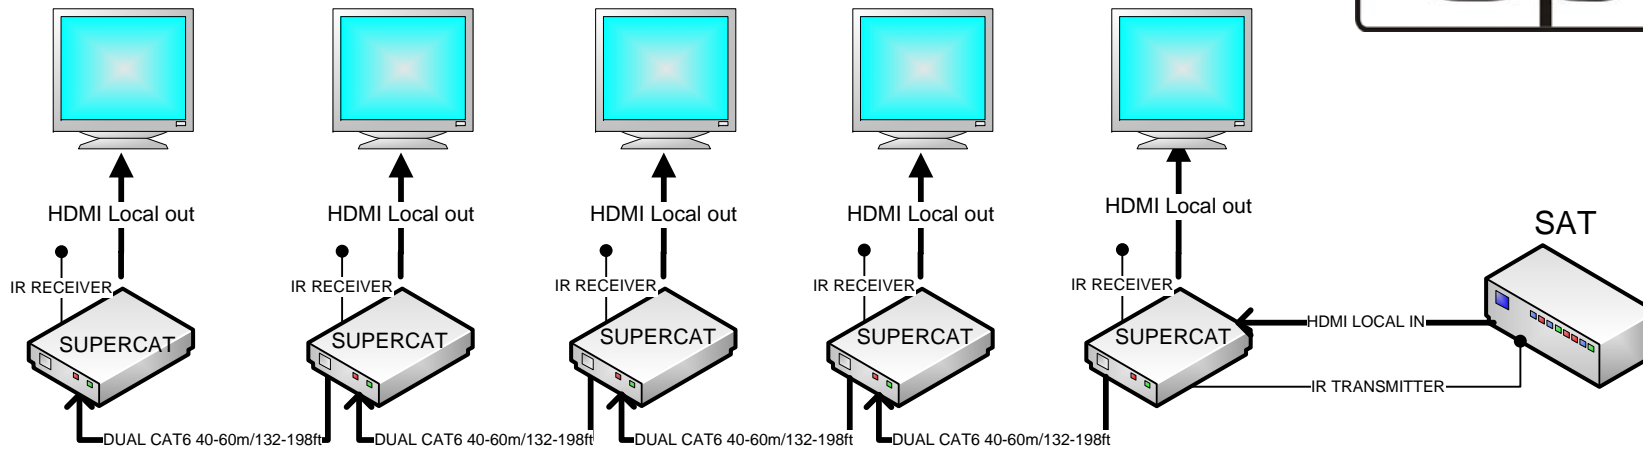 HDMI Local out
HDMI Local out
HDMI Local out
HDMI Local out
HDMI Local out
SAT
IR RECEIVER
IR RECEIVER
IR RECEIVER
IR RECEIVER
IR RECEIVER
SUPERCAT
SUPERCAT
SUPERCAT
SUPERCAT
SUPERCAT
HDMI LOCAL IN
IR TRANSMITTER
DUAL CAT6 40-60m/132-198ft
DUAL CAT6 40-60m/132-198ft
DUAL CAT6 40-60m/132-198ft
DUAL CAT6 40-60m/132-198ft